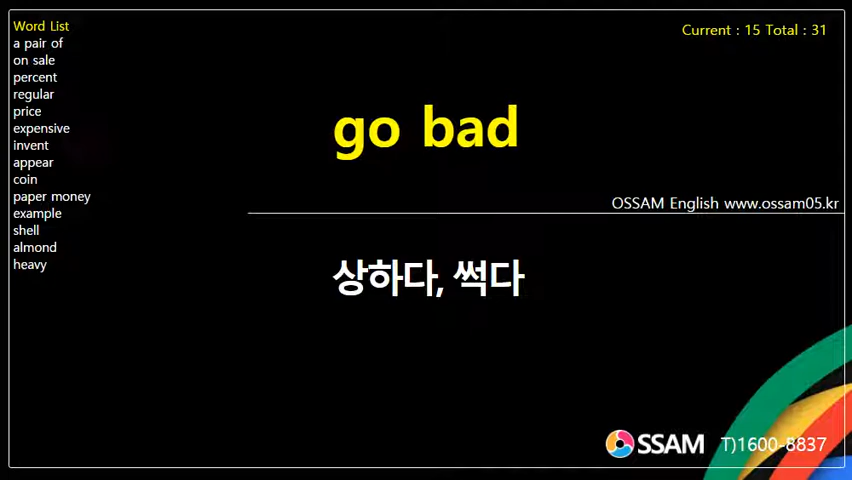 Word List
a pair of
on sale
percent
regular
price
expensive
invent
appear
coin
paper money
example
shell
almond
heavy
Current : 15 Total : 31
go bad
OSSAM English www.ossam05.kr
상하다, 썩다
OSSAM T)1600-8837